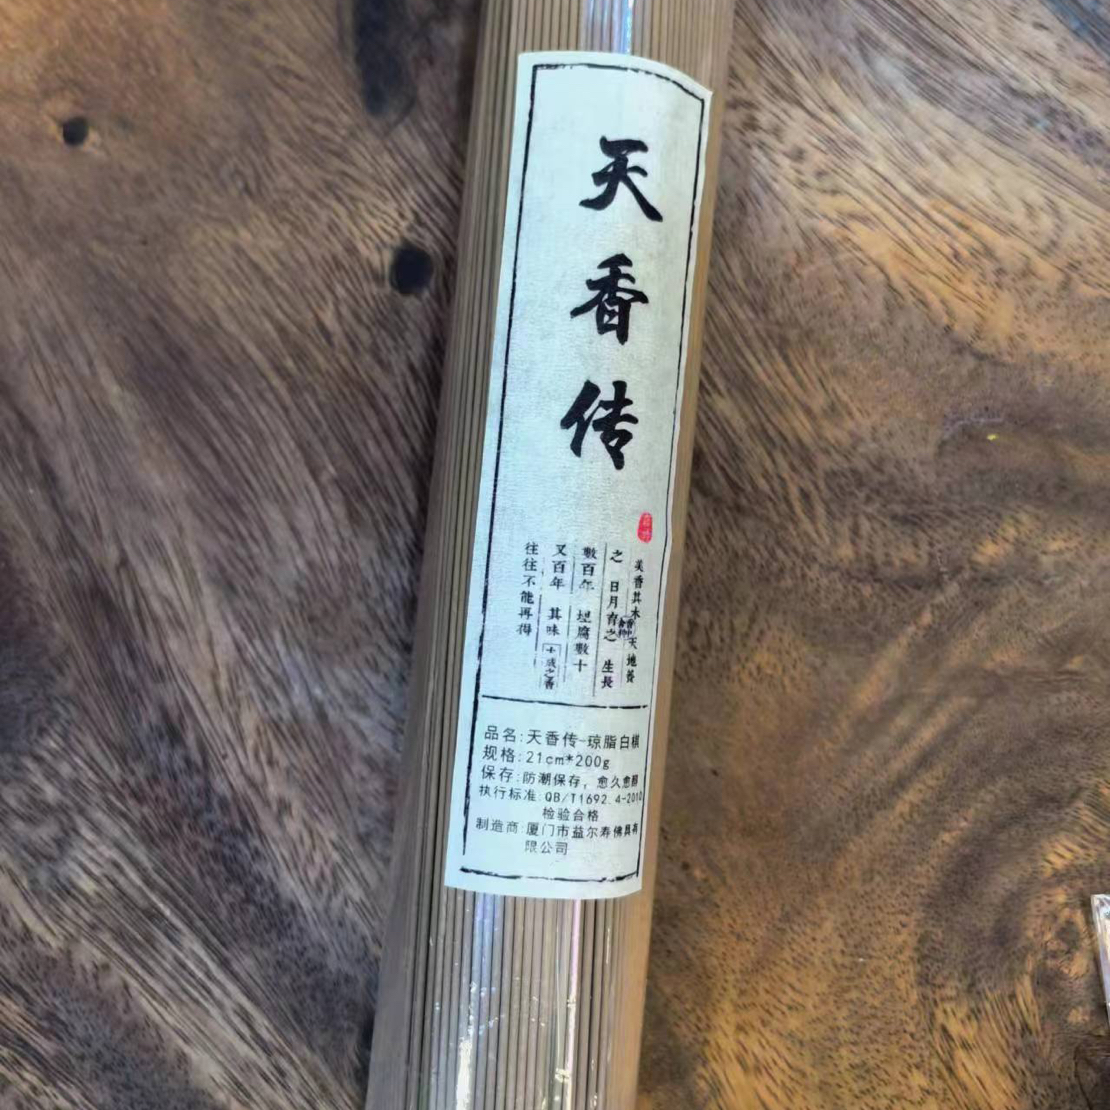 天香传
美香其木 天地养
之 日月育之 生長
數百年 埋腐數十
又百年 其味
往往不能再得
品名:天香传-琼脂白棋
规格:21cm*200g
保存:防潮保存，愈久愈醇
执行标准:QB/T1692.4-2010
检验合格
制造商:厦门市益尔寿佛具有
限公司